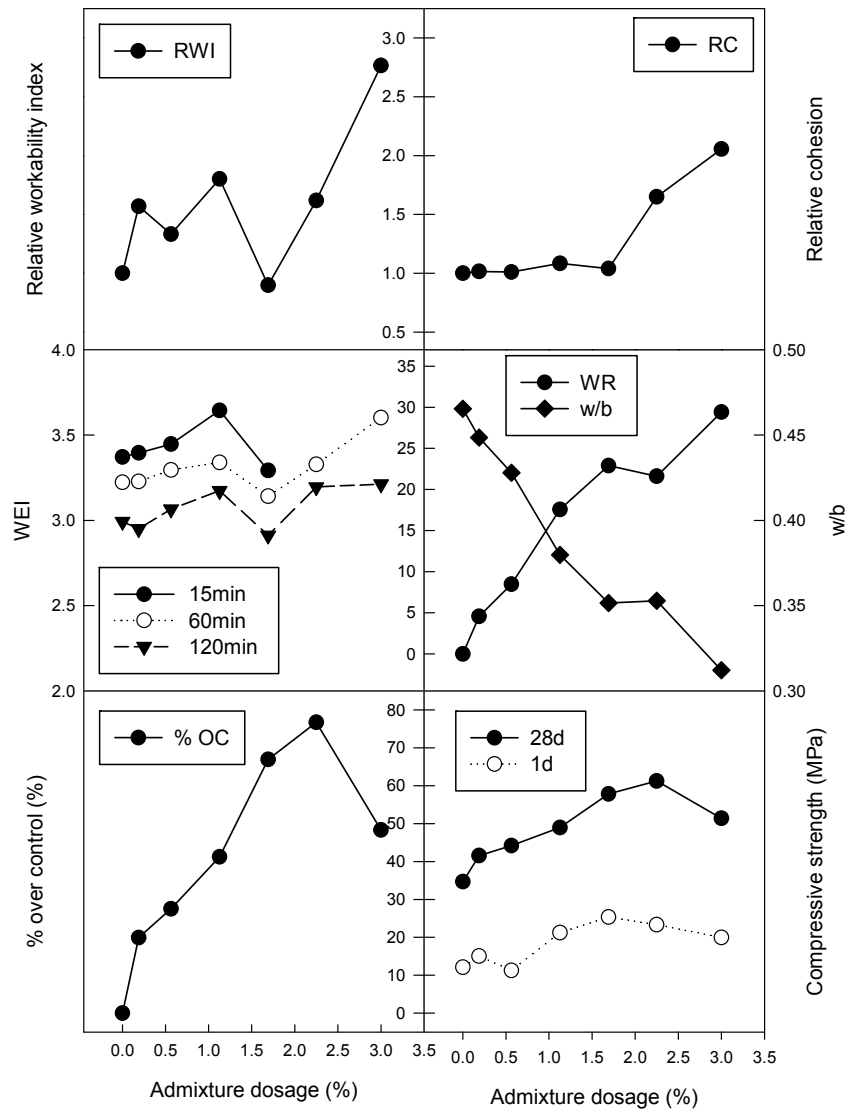 RWI
RC
Relative workability index
3.0
2.5
2.0
1.5
1.0
0.5
Relative cohesion
4.0
3.5
3.0
2.5
2.0
WEI
15min
60min
120min
35
30
25
20
15
10
5
0
WR
w/b
0.50
0.45
0.40
0.35
0.30
w/b
% OC
% over control (%)
80
70
60
50
40
30
20
10
0
28d
1d
Compressive strength (MPa)
0.0 0.5 1.0 1.5 2.0 2.5 3.0 3.5
0.0 0.5 1.0 1.5 2.0 2.5 3.0 3.5
Admixture dosage (%)
Admixture dosage (%)